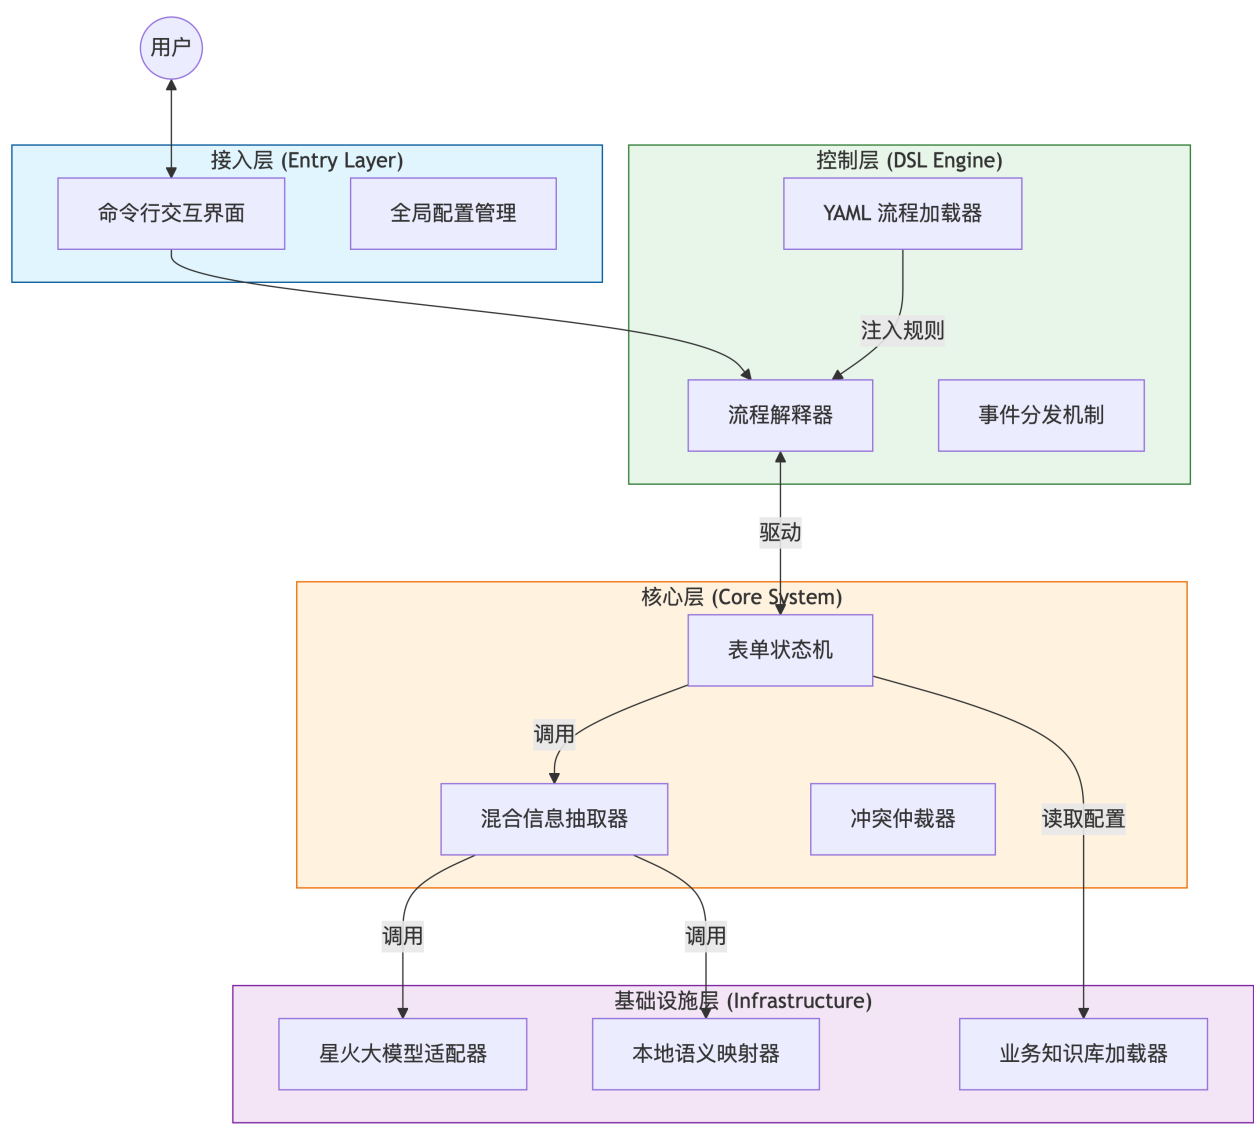 用户
接入层 (Entry Layer)
命令行交互界面
全局配置管理
控制层 (DSL Engine)
YAML 流程加载器
注入规则
流程解释器
事件分发机制
驱动
核心层 (Core System)
表单状态机
调用
混合信息抽取器
冲突仲裁器
读取配置
调用
调用
基础设施层 (Infrastructure)
星火大模型适配器
本地语义映射器
业务知识库加载器